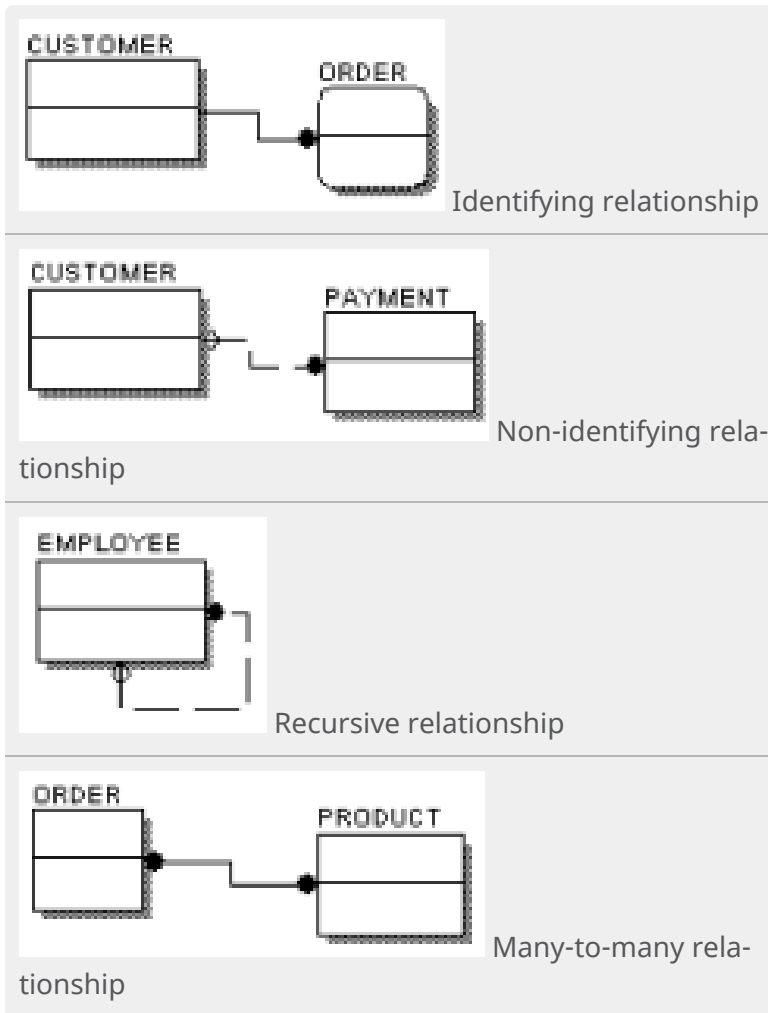 CUSTOMER
ORDER
Identifying relationship
CUSTOMER
PAYMENT
Non-identifying rela-
tionship
EMPLOYEE
Recursive relationship
ORDER
PRODUCT
Many-to-many rela-
tionship